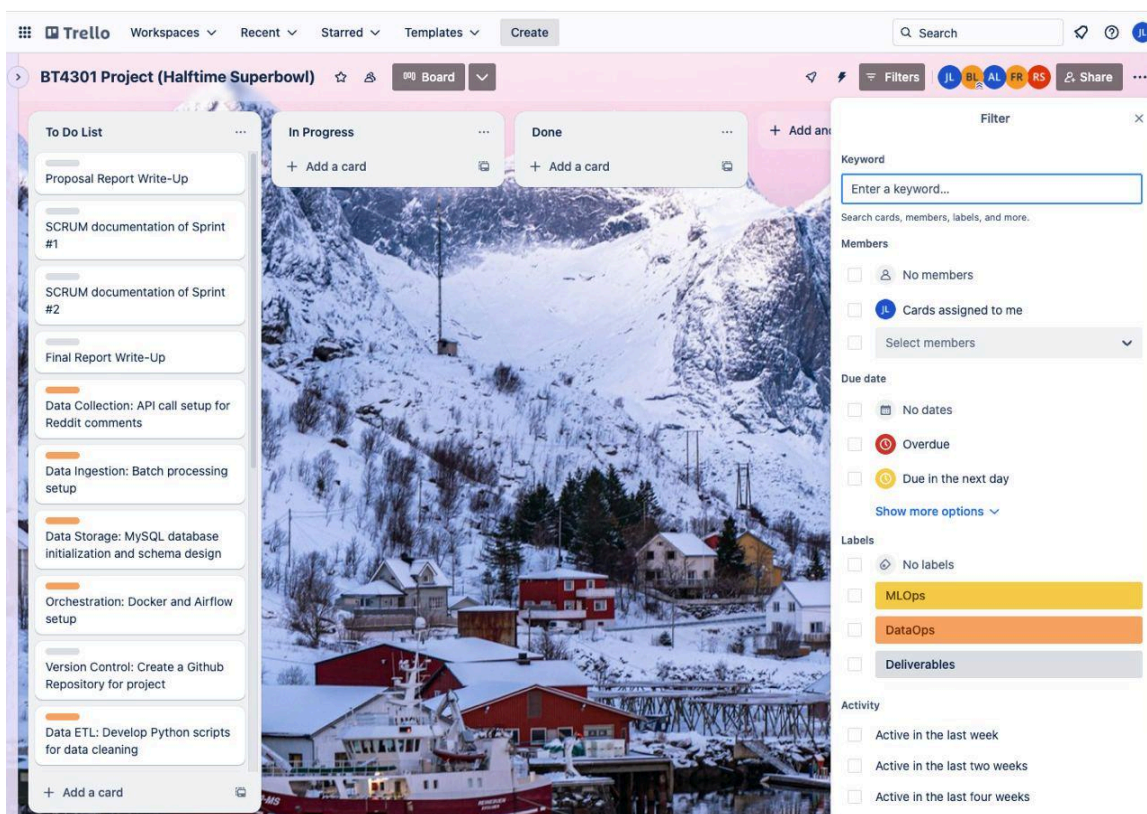 Trello Workspaces Recent Starred Templates Create Search JL
BT4301 Project (Halftime Superbowl) Board Filters JL BL AL FR RS Share
To Do List
Proposal Report Write-Up
SCRUM documentation of Sprint
#1
SCRUM documentation of Sprint
#2
Final Report Write-Up
Data Collection: API call setup for
Reddit comments
Data Ingestion: Batch processing
setup
Data Storage: MySQL database
initialization and schema design
Orchestration: Docker and Airflow
setup
Version Control: Create a Github
Repository for project
Data ETL: Develop Python scripts
for data cleaning
+ Add a card
In Progress
+ Add a card
Done
+ Add a card
+ Add
Filter
Keyword
Enter a keyword...
Search cards, members, labels, and more.
Members
No members
JL Cards assigned to me
Select members
Due date
No dates
Overdue
Due in the next day
Show more options
Labels
No labels
MLOps
DataOps
Deliverables
Activity
Active in the last week
Active in the last two weeks
Active in the last four weeks